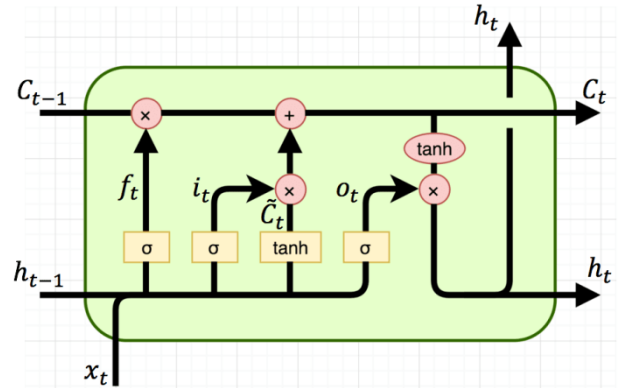 h_t
C_{t-1} × + C_t
tanh
f_t i_t × o_t ×
C̃_t
σ σ tanh σ
h_{t-1} h_t
x_t